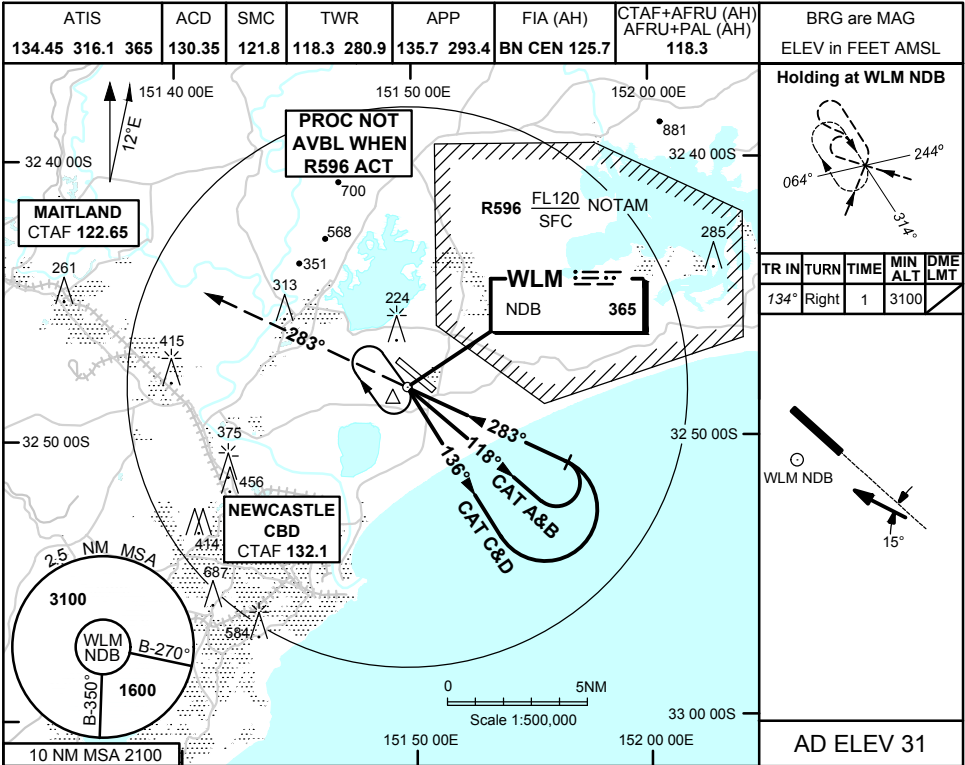 ATIS
134.45 316.1 365
ACD
130.35
SMC
121.8
TWR
118.3 280.9
APP
135.7 293.4
FIA (AH)
BN CEN 125.7
CTAF+AFRU (AH)
AFRU+PAL (AH)
118.3
BRG are MAG
ELEV in FEET AMSL
151 40 00E
151 50 00E
152 00 00E
12°E
PROC NOT
AVBL WHEN
R596 ACT
881
32 40 00S
32 40 00S
700
R596 FL120 NOTAM
SFC
MAITLAND
CTAF 122.65
568
285
351
261
313
224
WLM
NDB 365
283°
415
283°
118°
136°
CAT A&B
CAT C&D
32 50 00S
32 50 00S
375
456
NEWCASTLE
CBD
CTAF 132.1
414
687
584
2.5 NM MSA
3100
WLM
NDB
B-270°
B-350°
1600
10 NM MSA 2100
0 5NM
Scale 1:500,000
33 00 00S
151 50 00E
152 00 00E
Holding at WLM NDB
244°
064°
314°
TR IN TURN TIME MIN ALT DME LMT
134° Right 1 3100
WLM NDB
15°
AD ELEV 31